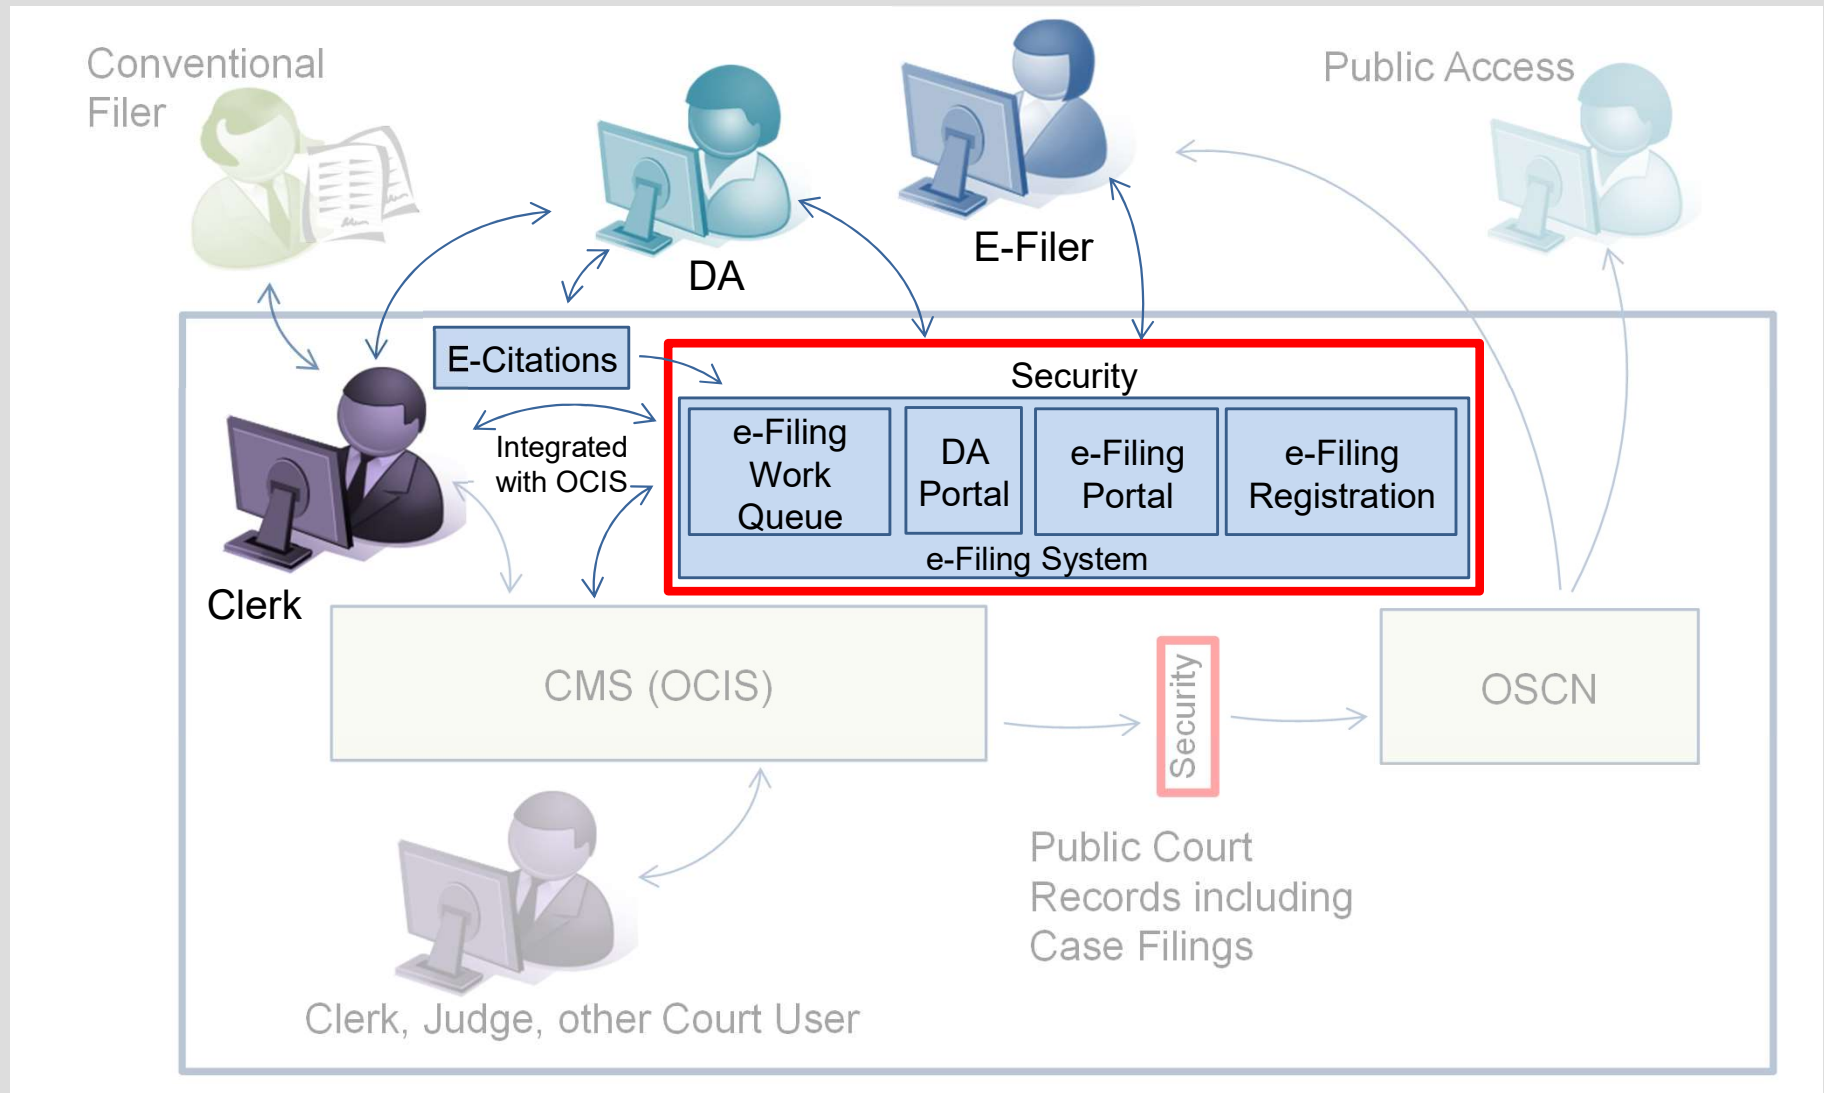 Conventional
Filer
Public Access
DA
E-Filer
E-Citations
Security
e-Filing
Work
Queue
DA
Portal
e-Filing
Portal
e-Filing
Registration
e-Filing System
Integrated
with OCIS
Clerk
CMS (OCIS)
Security
OSCN
Public Court
Records including
Case Filings
Clerk, Judge, other Court User